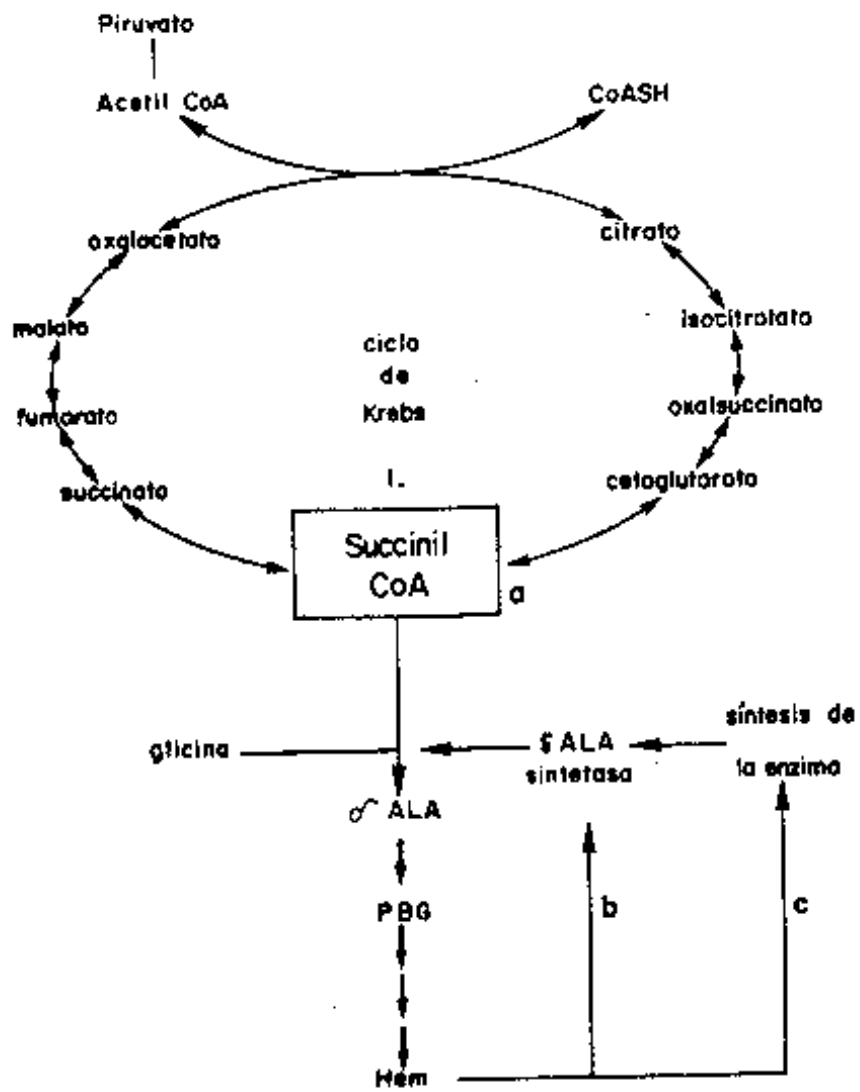 Piruvato
Acetil CoA
CoASH
oxalacetato
citrato
malato
isocitratato
ciclo
de
Krebs
fumarato
oxalsuccinato
succinato
I.
cetoglutarato
Succinil
CoA
a
glicina
δ ALA
sintetasa
síntesis de
la enzima
δ ALA
PBG
b
c
Hem